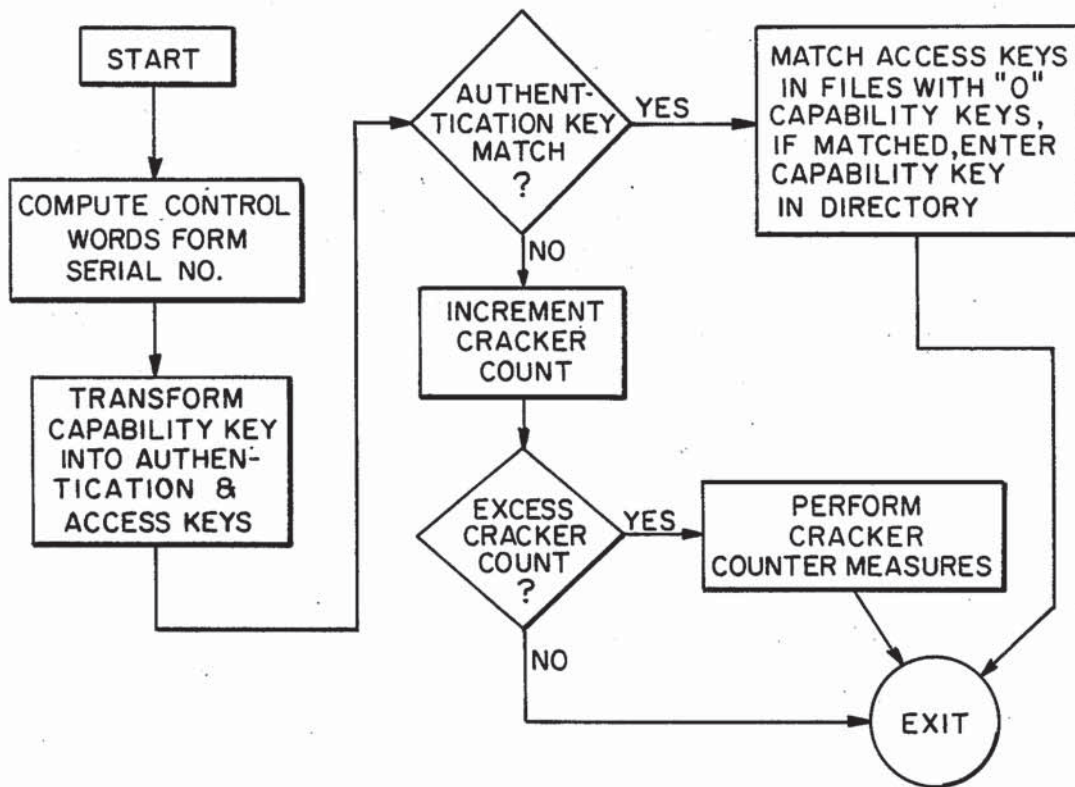 START
COMPUTE CONTROL
WORDS FORM
SERIAL NO.
TRANSFORM
CAPABILITY KEY
INTO AUTHEN-
TICATION &
ACCESS KEYS
AUTHENT-
TICATION KEY
MATCH
?
YES
NO
MATCH ACCESS KEYS
IN FILES WITH "O"
CAPABILITY KEYS,
IF MATCHED,ENTER
CAPABILITY KEY
IN DIRECTORY
INCREMENT
CRACKER
COUNT
EXCESS
CRACKER
COUNT
?
YES
NO
PERFORM
CRACKER
COUNTER MEASURES
EXIT